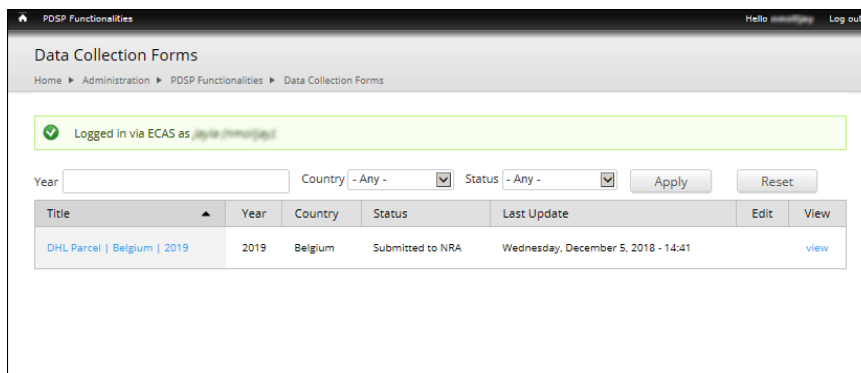 PDSP Functionalities Hello Log out
Data Collection Forms
Home ▶ Administration ▶ PDSP Functionalities ▶ Data Collection Forms
Logged in via ECAS as
Year Country - Any - Status - Any - Apply Reset
Title Year Country Status Last Update Edit View
DHL Parcel | Belgium | 2019 2019 Belgium Submitted to NRA Wednesday, December 5, 2018 - 14:41 view